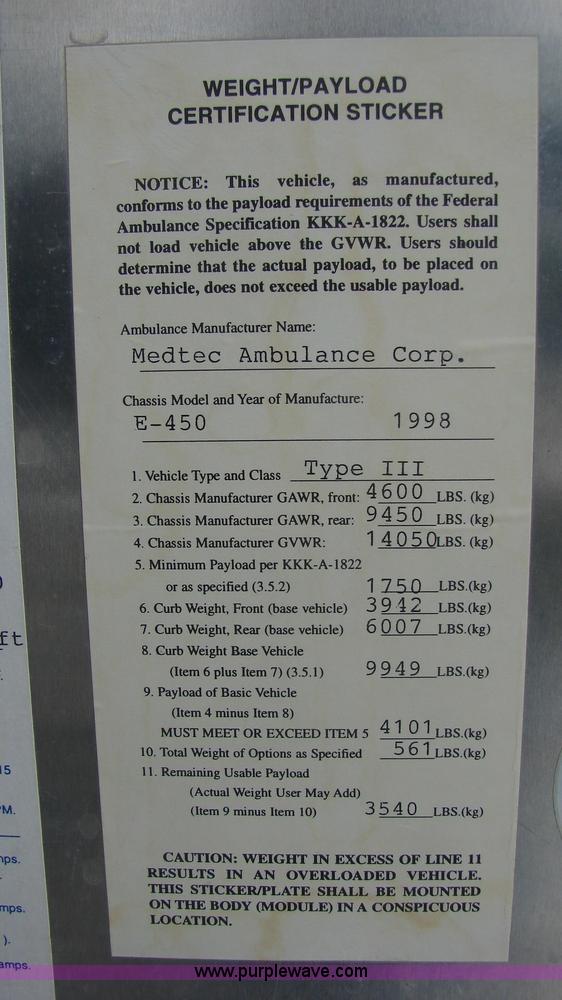 WEIGHT/PAYLOAD
CERTIFICATION STICKER
NOTICE: This vehicle, as manufactured,
conforms to the payload requirements of the Federal
Ambulance Specification KKK-A-1822. Users shall
not load vehicle above the GVWR. Users should
determine that the actual payload, to be placed on
the vehicle, does not exceed the usable payload.
Ambulance Manufacturer Name:
Medtec Ambulance Corp.
Chassis Model and Year of Manufacture:
E-450 1998
1. Vehicle Type and Class Type III
2. Chassis Manufacturer GAWR, front: 4600 LBS. (kg)
3. Chassis Manufacturer GAWR, rear: 9450 LBS. (kg)
4. Chassis Manufacturer GVWR: 14050 LBS. (kg)
5. Minimum Payload per KKK-A-1822
or as specified (3.5.2) 1750 LBS.(kg)
6. Curb Weight, Front (base vehicle) 3942 LBS.(kg)
7. Curb Weight, Rear (base vehicle) 6007 LBS.(kg)
8. Curb Weight Base Vehicle
(Item 6 plus Item 7) (3.5.1) 9949 LBS.(kg)
9. Payload of Basic Vehicle
(Item 4 minus Item 8)
MUST MEET OR EXCEED ITEM 5 4101 LBS.(kg)
10. Total Weight of Options as Specified 561 LBS.(kg)
11. Remaining Usable Payload
(Actual Weight User May Add)
(Item 9 minus Item 10) 3540 LBS.(kg)
CAUTION: WEIGHT IN EXCESS OF LINE 11
RESULTS IN AN OVERLOADED VEHICLE.
THIS STICKER/PLATE SHALL BE MOUNTED
ON THE BODY (MODULE) IN A CONSPICUOUS
LOCATION.
ft
15
PM.
mps.
mps.
).
amps.
www.purplewave.com